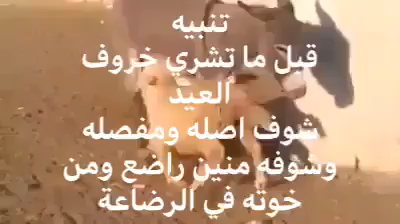 تنبيه
قبل ما تشري خروف
العيد
شوف اصله ومفصله
وشوفه منين راضع ومن
خوته في الرضاعة